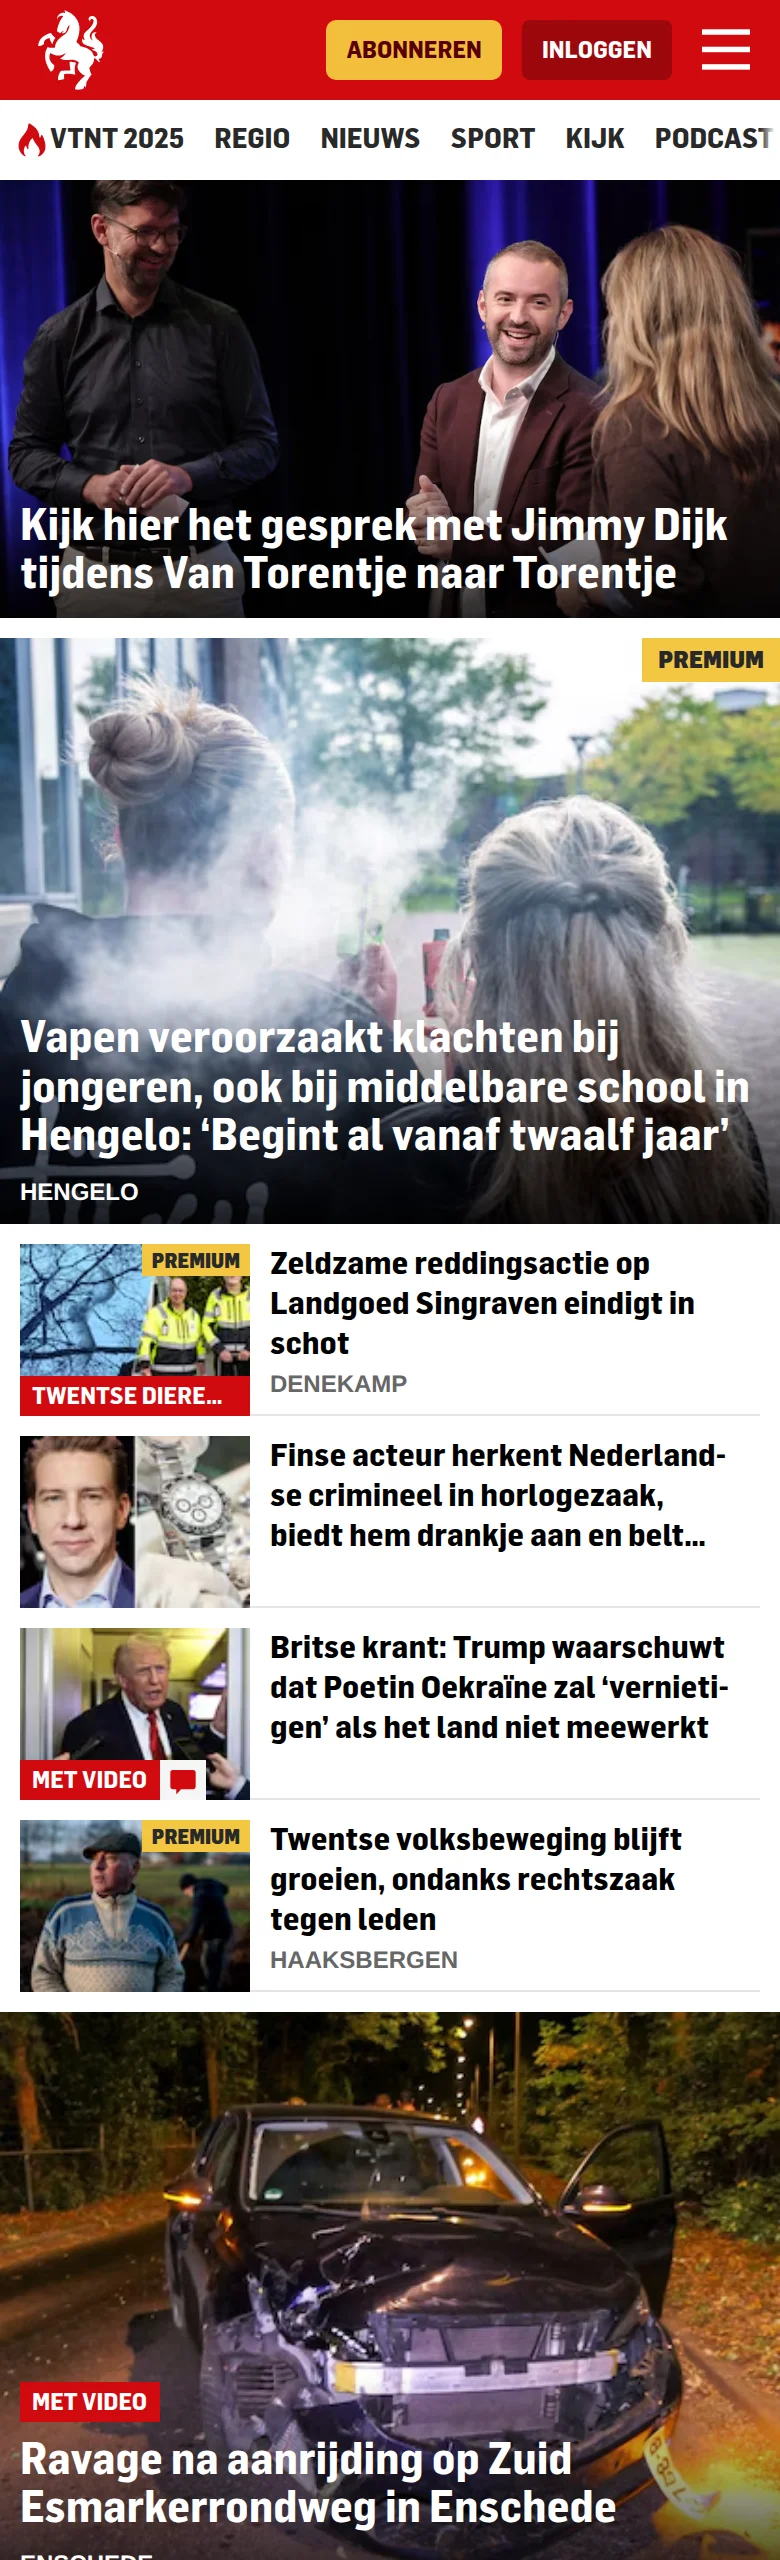 ABONNEREN
INLOGGEN
VTNT 2025 REGIO NIEUWS SPORT KIJK PODCAST
Kijk hier het gesprek met Jimmy Dijk
tijdens Van Torentje naar Torentje
PREMIUM
Vapen veroorzaakt klachten bij
jongeren, ook bij middelbare school in
Hengelo: ‘Begint al vanaf twaalf jaar’
HENGELO
PREMIUM
TWENTSE DIERE...
Zeldzame reddingsactie op
Landgoed Singraven eindigt in
schot
DENEKAMP
Finse acteur herkent Nederland-
se crimineel in horlogezaak,
biedt hem drankje aan en belt...
MET VIDEO
Britse krant: Trump waarschuwt
dat Poetin Oekraïne zal ‘vernieti-
gen’ als het land niet meewerkt
PREMIUM
Twentse volksbeweging blijft
groeien, ondanks rechtszaak
tegen leden
HAAKSBERGEN
MET VIDEO
Ravage na aanrijding op Zuid
Esmarkerrondweg in Enschede
ENSCHEDE